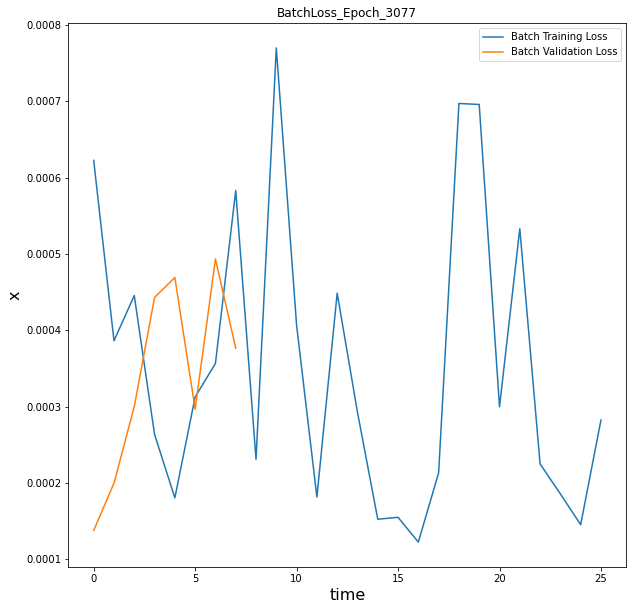 BatchLoss_Epoch_3077
Batch Training Loss
Batch Validation Loss
0.0008
0.0007
0.0006
0.0005
0.0004
0.0003
0.0002
0.0001
x
0 5 10 15 20 25
time